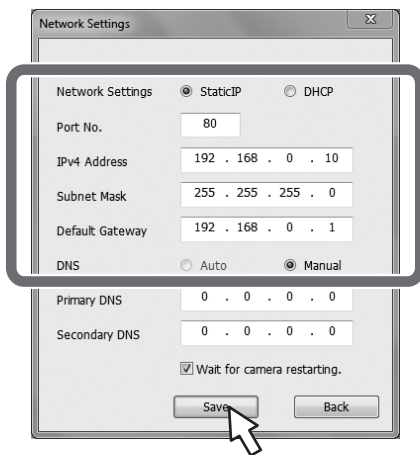 Network Settings
Network Settings StaticIP DHCP
Port No. 80
IPv4 Address 192 . 168 . 0 . 10
Subnet Mask 255 . 255 . 255 . 0
Default Gateway 192 . 168 . 0 . 1
DNS Auto Manual
Primary DNS 0 . 0 . 0 . 0
Secondary DNS 0 . 0 . 0 . 0
Wait for camera restarting.
Save Back